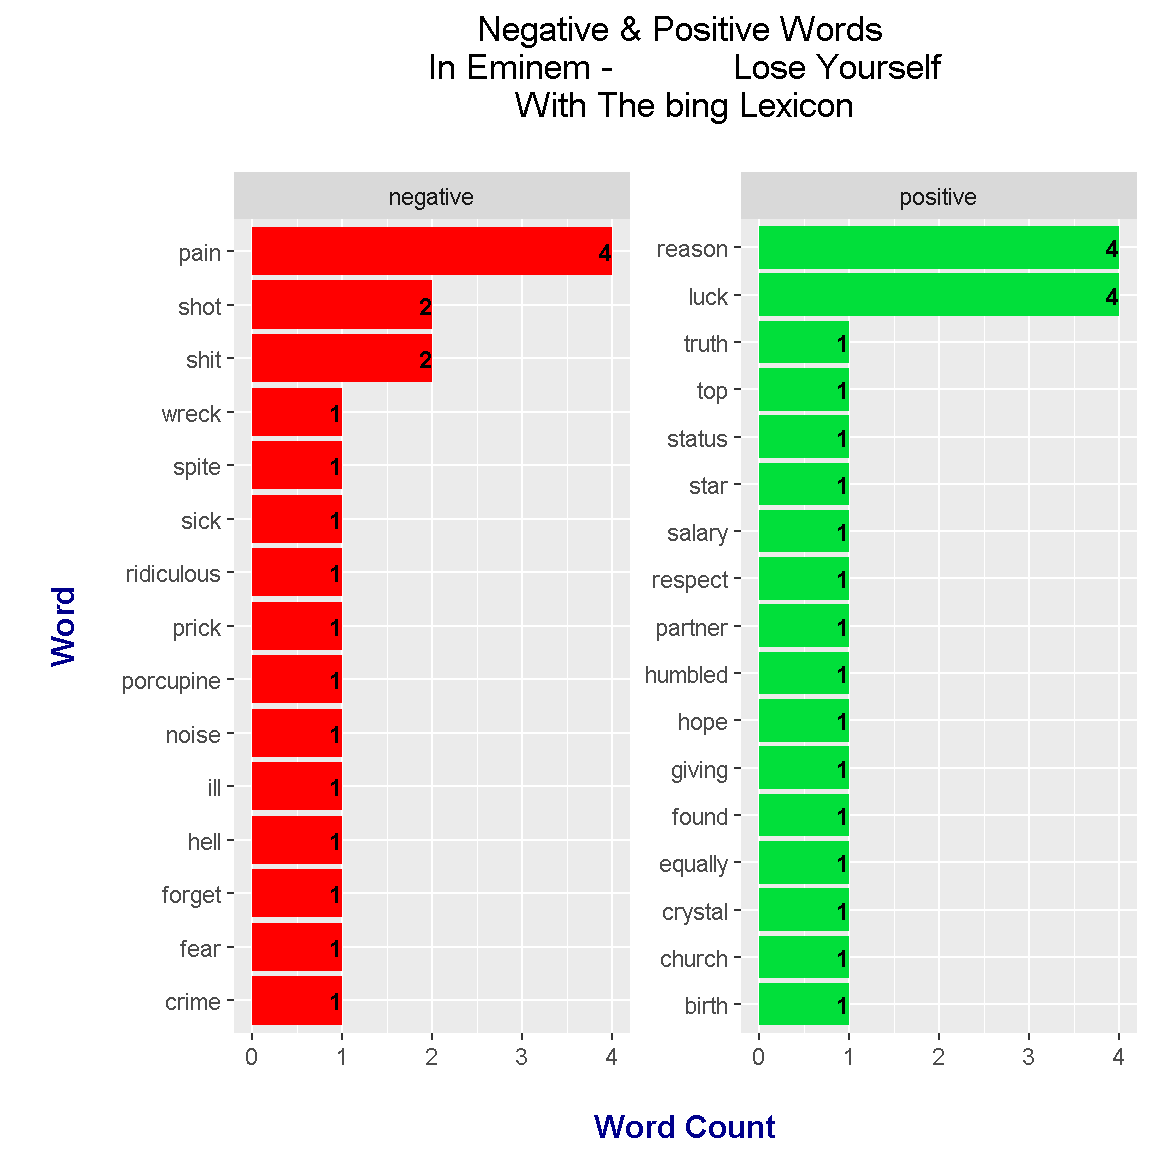 Negative & Positive Words
In Eminem - Lose Yourself
With The bing Lexicon
negative
positive
pain 4
shot 2
shit 2
wreck 1
spite 1
sick 1
ridiculous 1
prick 1
porcupine 1
noise 1
ill 1
hell 1
forget 1
fear 1
crime 1
0 1 2 3 4
reason 4
luck 4
truth 1
top 1
status 1
star 1
salary 1
respect 1
partner 1
humbled 1
hope 1
giving 1
found 1
equally 1
crystal 1
church 1
birth 1
0 1 2 3 4
Word
Word Count